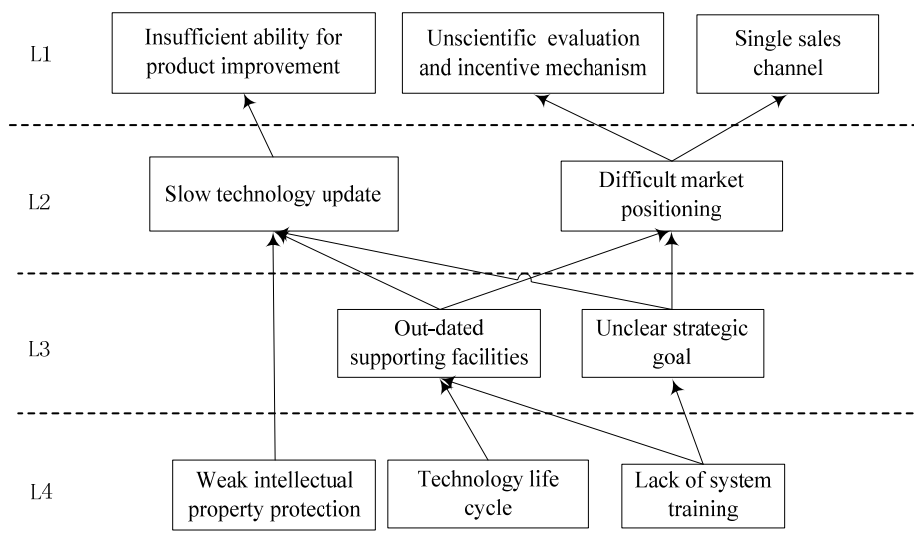 L1
Insufficient ability for
product improvement
Unscientific evaluation
and incentive mechanism
Single sales
channel
L2
Slow technology update
Difficult market
positioning
L3
Out-dated
supporting facilities
Unclear strategic
goal
L4
Weak intellectual
property protection
Technology life
cycle
Lack of system
training